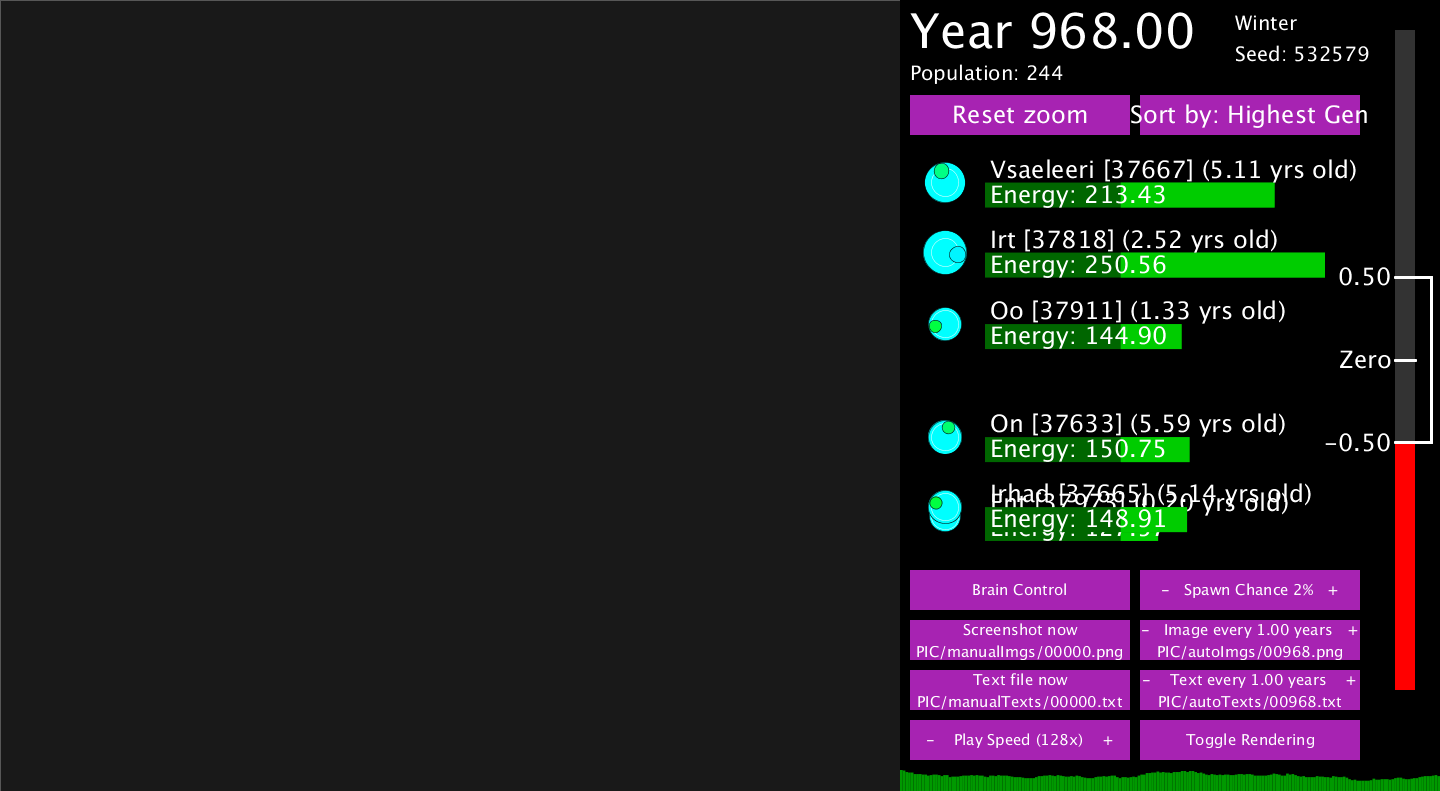 Year 968.00
Winter
Seed: 532579
Population: 244
Reset zoom
Sort by: Highest Gen
Vsaeleeri [37667] (5.11 yrs old)
Energy: 213.43
Irt [37818] (2.52 yrs old)
Energy: 250.56
0.50
Oo [37911] (1.33 yrs old)
Energy: 144.90
Zero
On [37633] (5.59 yrs old)
Energy: 150.75
-0.50
Irhad [37665] (5.14 yrs old)
Energy: 148.91
Brain Control
- Spawn Chance 2% +
Screenshot now
PIC/manualImgs/00000.png
- Image every 1.00 years +
PIC/autoImgs/00968.png
Text file now
PIC/manualTexts/00000.txt
- Text every 1.00 years +
PIC/autoTexts/00968.txt
- Play Speed (128x) +
Toggle Rendering